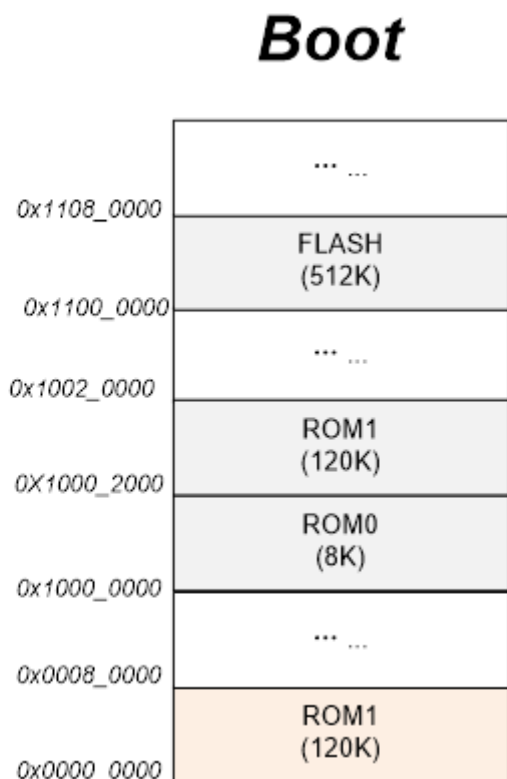 Boot
... ...
0x1108_0000
FLASH
(512K)
0x1100_0000
... ...
0x1002_0000
ROM1
(120K)
0X1000_2000
ROM0
(8K)
0x1000_0000
... ...
0x0008_0000
ROM1
(120K)
0x0000_0000